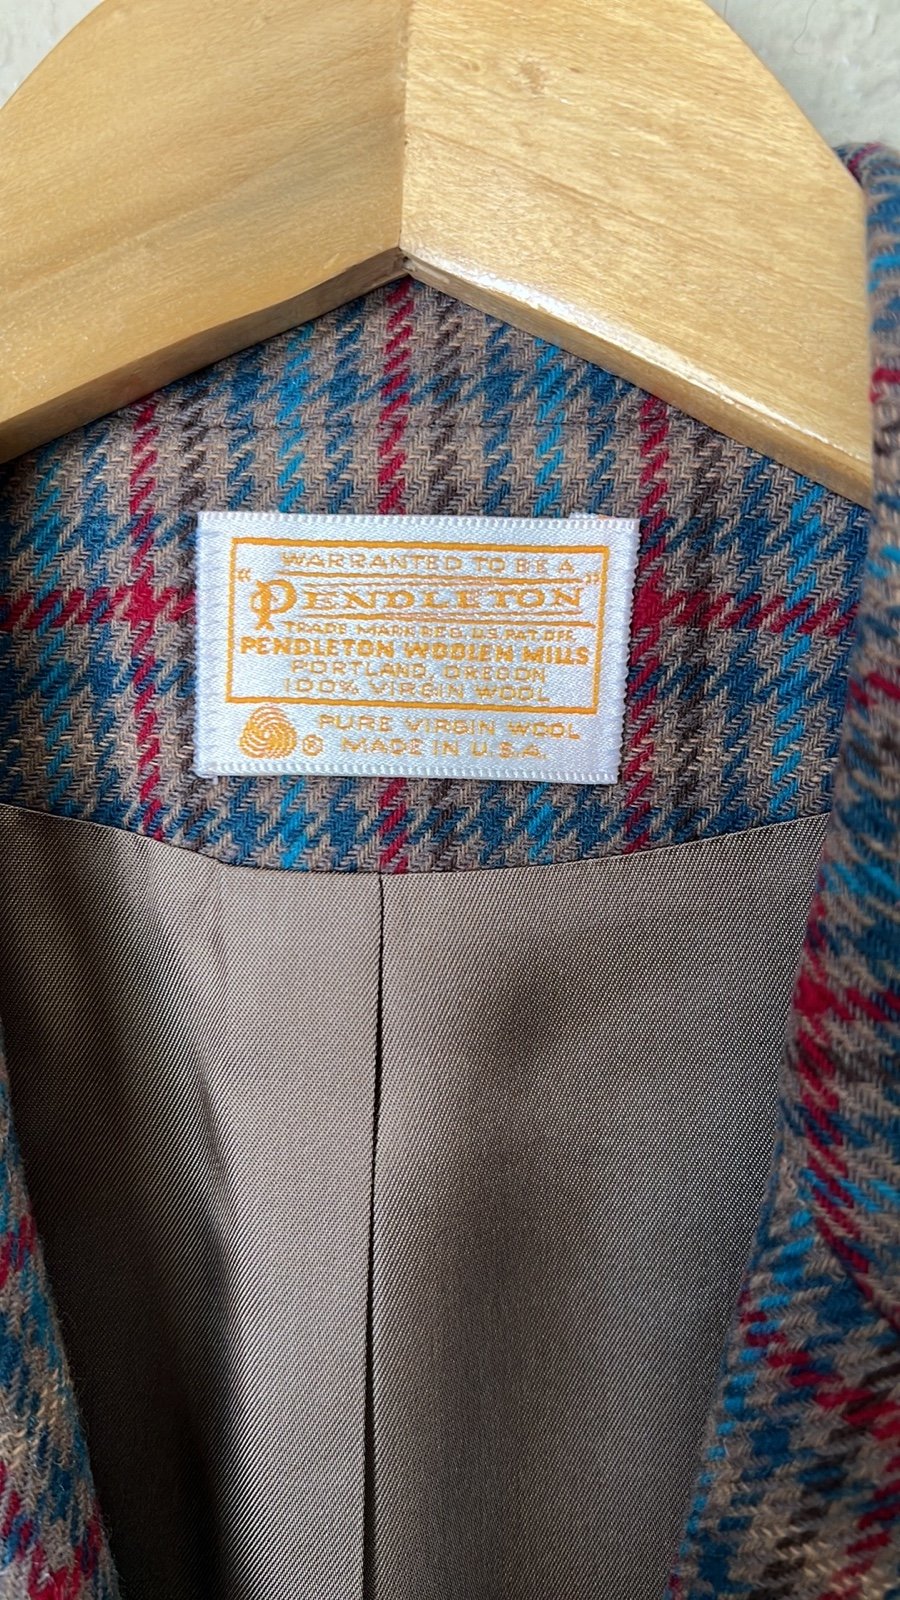 WARRANTED TO BE A
"PENDLETON"
TRADE MARK REG. U.S. PAT. OFF.
PENDLETON WOOLEN MILLS
PORTLAND, OREGON
100% VIRGIN WOOL
PURE VIRGIN WOOL
® MADE IN U.S.A.